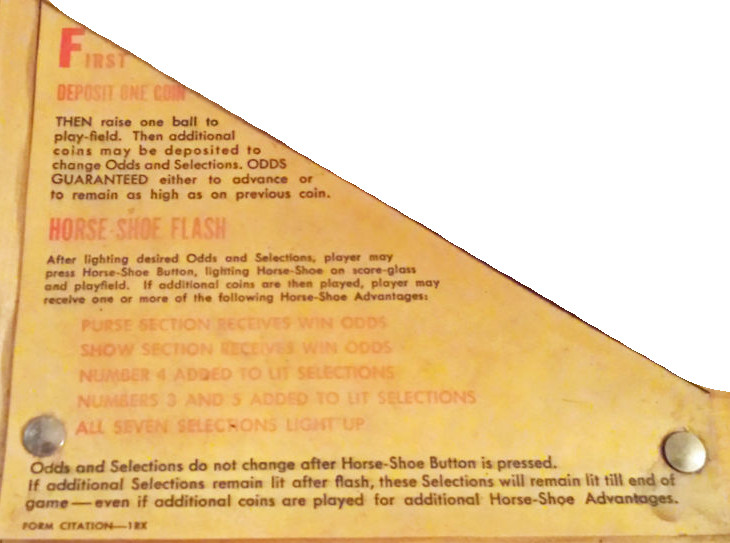 FIRST
DEPOSIT ONE COIN
THEN raise one ball to
play-field. Then additional
coins may be deposited to
change Odds and Selections. ODDS
GUARANTEED either to advance or
to remain as high as on previous coin.
HORSE-SHOE FLASH
After lighting desired Odds and Selections, player may
press Horse-Shoe Button, lighting Horse-Shoe on score-glass
and playfield. If additional coins are then played, player may
receive one or more of the following Horse-Shoe Advantages:
PURSE SECTION RECEIVES WIN ODDS
SHOW SECTION RECEIVES WIN ODDS
NUMBER 4 ADDED TO LIT SELECTIONS
NUMBERS 3 AND 5 ADDED TO LIT SELECTIONS
ALL SEVEN SELECTIONS LIGHT UP
Odds and Selections do not change after Horse-Shoe Button is pressed.
If additional Selections remain lit after flash, these Selections will remain lit till end of
game—even if additional coins are played for additional Horse-Shoe Advantages.
FORM CITATION—1RX